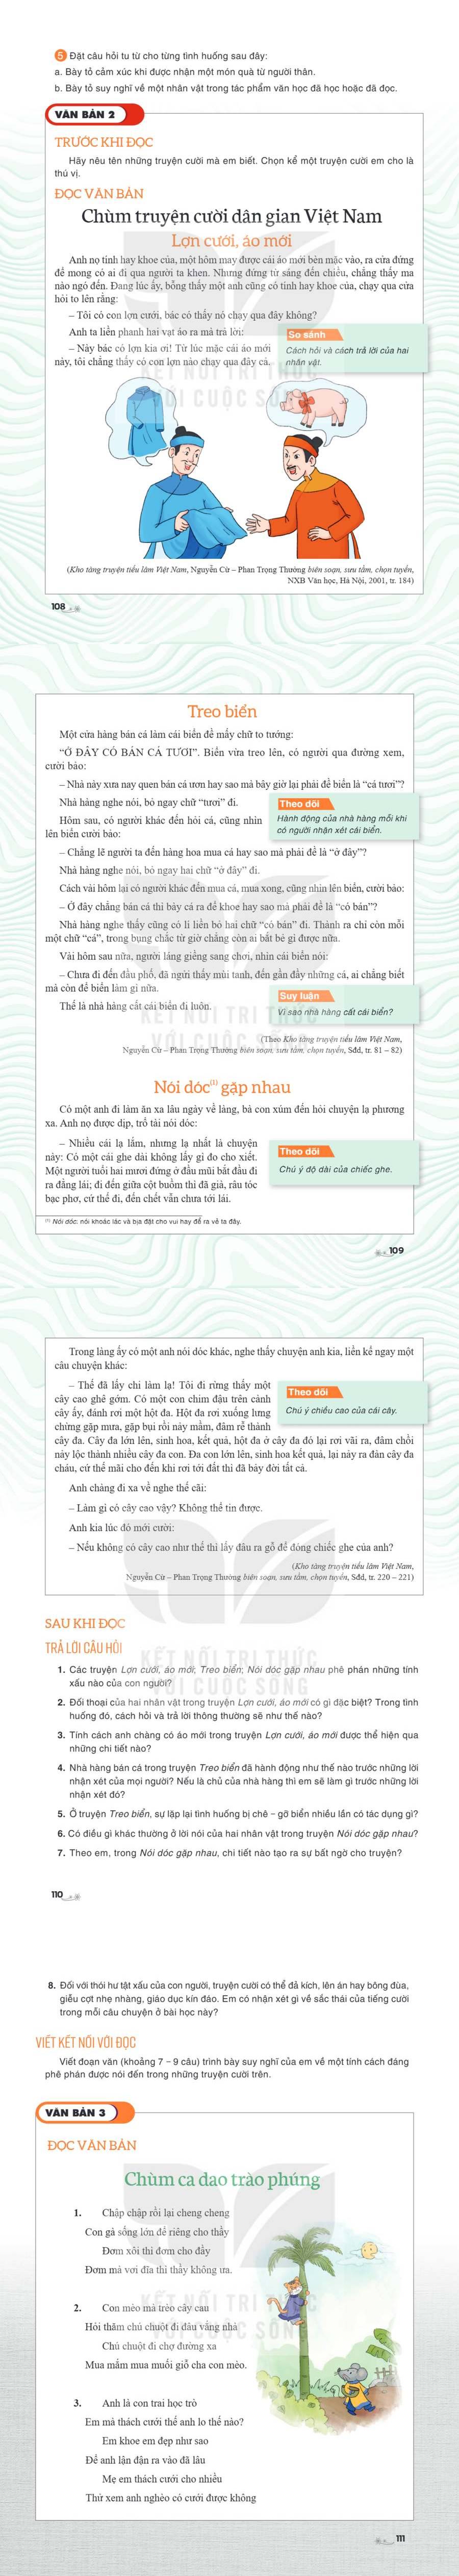 5 Đặt câu hỏi tu từ cho từng tình huống sau đây:
a. Bày tỏ cảm xúc khi được nhận một món quà từ người thân.
b. Bày tỏ suy nghĩ về một nhân vật trong tác phẩm văn học đã học hoặc đã đọc.
VĂN BẢN 2
TRƯỚC KHI ĐỌC
Hãy nêu tên những truyện cười mà em biết. Chọn kể một truyện cười em cho là
thú vị.
ĐỌC VĂN BẢN
Chùm truyện cười dân gian Việt Nam
Lợn cưới, áo mới
Anh nọ tính hay khoe của, một hôm may được cái áo mới bèn mặc vào, ra cửa đứng
để mong có ai đi qua người ta khen. Nhưng đứng từ sáng đến chiều, chẳng thấy ma
nào ngó đến. Đang lúc ấy, bỗng thấy một anh cũng có tính hay khoe của, chạy qua cửa
hỏi to lên rằng:
– Tôi có con lợn cưới, bác có thấy nó chạy qua đây không?
Anh ta liền phanh hai vạt áo ra mà trả lời:
– Này bác có lợn kia ơi! Từ lúc mặc cái áo mới
này, tôi chẳng thấy có con lợn nào chạy qua đây cả.
So sánh
Cách hỏi và cách trả lời của hai
nhân vật.
KẾT NỐI TRI THỨC
VỚI CUỘC SỐNG
(Kho tàng truyện tiếu lâm Việt Nam, Nguyễn Cừ – Phan Trọng Thưởng biên soạn, sưu tầm, chọn tuyển,
NXB Văn học, Hà Nội, 2001, tr. 184)
108
Treo biển
Một cửa hàng bán cá làm cái biển đề mấy chữ to tướng:
“Ở ĐÂY CÓ BÁN CÁ TƯƠI”. Biển vừa treo lên, có người qua đường xem,
cười bảo:
– Nhà này xưa nay quen bán cá ươn hay sao mà bây giờ lại phải đề biển là “cá tươi”?
Nhà hàng nghe nói, bỏ ngay chữ “tươi” đi.
Hôm sau, có người khác đến hỏi cá, cũng nhìn
lên biển cười bảo:
Theo dõi
Hành động của nhà hàng mỗi khi
có người nhận xét cái biển.
– Chẳng lẽ người ta đến hàng hoa mua cá hay sao mà phải đề là “ở đây”?
Nhà hàng nghe nói, bỏ ngay hai chữ “ở đây” đi.
Cách vài hôm lại có người khác đến mua cá, mua xong, cũng nhìn lên biển, cười bảo:
– Ở đây chẳng bán cá thì bày cá ra để khoe hay sao mà phải đề là “có bán”?
Nhà hàng nghe thấy cũng có lí liền bỏ hai chữ “có bán” đi. Thành ra chỉ còn mỗi
một chữ “cá”, trong bụng chắc từ giờ chẳng còn ai bắt bẻ gì được nữa.
Vài hôm sau nữa, người láng giềng sang chơi, nhìn cái biển nói:
– Chưa đi đến đầu phố, đã ngửi thấy mùi tanh, đến gần đầy những cá, ai chẳng biết
mà còn đề biển làm gì nữa.
Thế là nhà hàng cất cái biển đi luôn.
Suy luận
Vì sao nhà hàng cất cái biển?
KẾT NỐI TRI THỨC
VỚI CUỘC SỐNG
(Theo Kho tàng truyện tiếu lâm Việt Nam,
Nguyễn Cừ – Phan Trọng Thưởng biên soạn, sưu tầm, chọn tuyển, Sđd, tr. 81 – 82)
Nói dóc(1) gặp nhau
Có một anh đi làm ăn xa lâu ngày về làng, bà con xúm đến hỏi chuyện lạ phương
xa. Anh nọ được dịp, trổ tài nói dóc:
– Nhiều cái lạ lắm, nhưng lạ nhất là chuyện
này: Có một cái ghe dài không lấy gì đo cho xiết.
Một người tuổi hai mươi đứng ở đầu mũi bắt đầu đi
ra đằng lái; đi đến giữa cột buồm thì đã già, râu tóc
bạc phơ, cứ thế đi, đến chết vẫn chưa tới lái.
Theo dõi
Chú ý độ dài của chiếc ghe.
(1) Nói dóc: nói khoác lác và bịa đặt cho vui hay để ra vẻ ta đây.
109
Trong làng ấy có một anh nói dóc khác, nghe thấy chuyện anh kia, liền kể ngay một
câu chuyện khác:
– Thế đã lấy chi làm lạ! Tôi đi rừng thấy một
cây cao ghê gớm. Có một con chim đậu trên cành
cây ấy, đánh rơi một hột đa. Hột đa rơi xuống lưng
chừng gặp mưa, gặp bụi rồi nảy mầm, đâm rễ thành
cây đa. Cây đa lớn lên, sinh hoa, kết quả, hột đa ở cây đa đó lại rơi vãi ra, đâm chồi
nảy lộc thành nhiều cây đa con. Đa con lớn lên, sinh hoa kết quả, lại nảy ra đàn cây đa
cháu, cứ thế mãi cho đến khi rơi tới đất thì đã bảy đời tất cả.
Theo dõi
Chú ý chiều cao của cái cây.
Anh chàng đi xa về nghe thế cãi:
– Làm gì có cây cao vậy? Không thể tin được.
Anh kia lúc đó mới cười:
– Nếu không có cây cao như thế thì lấy đâu ra gỗ để đóng chiếc ghe của anh?
(Kho tàng truyện tiếu lâm Việt Nam,
Nguyễn Cừ – Phan Trọng Thưởng biên soạn, sưu tầm, chọn tuyển, Sđd, tr. 220 – 221)
SAU KHI ĐỌC
TRẢ LỜI CÂU HỎI
KẾT NỐI TRI THỨC
VỚI CUỘC SỐNG
1. Các truyện Lợn cưới, áo mới; Treo biển; Nói dóc gặp nhau phê phán những tính
xấu nào của con người?
2. Đối thoại của hai nhân vật trong truyện Lợn cưới, áo mới có gì đặc biệt? Trong tình
huống đó, cách hỏi và trả lời thông thường sẽ như thế nào?
3. Tính cách anh chàng có áo mới trong truyện Lợn cưới, áo mới được thể hiện qua
những chi tiết nào?
4. Nhà hàng bán cá trong truyện Treo biển đã hành động như thế nào trước những lời
nhận xét của mọi người? Nếu là chủ của nhà hàng thì em sẽ làm gì trước những lời
nhận xét đó?
5. Ở truyện Treo biển, sự lặp lại tình huống bị chê – gỡ biển nhiều lần có tác dụng gì?
6. Có điều gì khác thường ở lời nói của hai nhân vật trong truyện Nói dóc gặp nhau?
7. Theo em, trong Nói dóc gặp nhau, chi tiết nào tạo ra sự bất ngờ cho truyện?
110
8. Đối với thói hư tật xấu của con người, truyện cười có thể đả kích, lên án hay bông đùa,
giễu cợt nhẹ nhàng, giáo dục kín đáo. Em có nhận xét gì về sắc thái của tiếng cười
trong mỗi câu chuyện ở bài học này?
VIẾT KẾT NỐI VỚI ĐỌC
Viết đoạn văn (khoảng 7 – 9 câu) trình bày suy nghĩ của em về một tính cách đáng
phê phán được nói đến trong những truyện cười trên.
VĂN BẢN 3
ĐỌC VĂN BẢN
Chùm ca dao trào phúng
1. Chập chập rồi lại cheng cheng
Con gà sống lớn để riêng cho thầy
Đơm xôi thì đơm cho đầy
Đơm mà vơi đĩa thì thầy không ưa.
KẾT NỐI TRI THỨC
VỚI CUỘC SỐNG
2. Con mèo mà trèo cây cau
Hỏi thăm chú chuột đi đâu vắng nhà
Chú chuột đi chợ đường xa
Mua mắm mua muối giỗ cha con mèo.
3. Anh là con trai học trò
Em mà thách cưới thế anh lo thế nào?
Em khoe em đẹp như sao
Để anh lận đận ra vào đã lâu
Mẹ em thách cưới cho nhiều
Thử xem anh nghèo có cưới được không
111